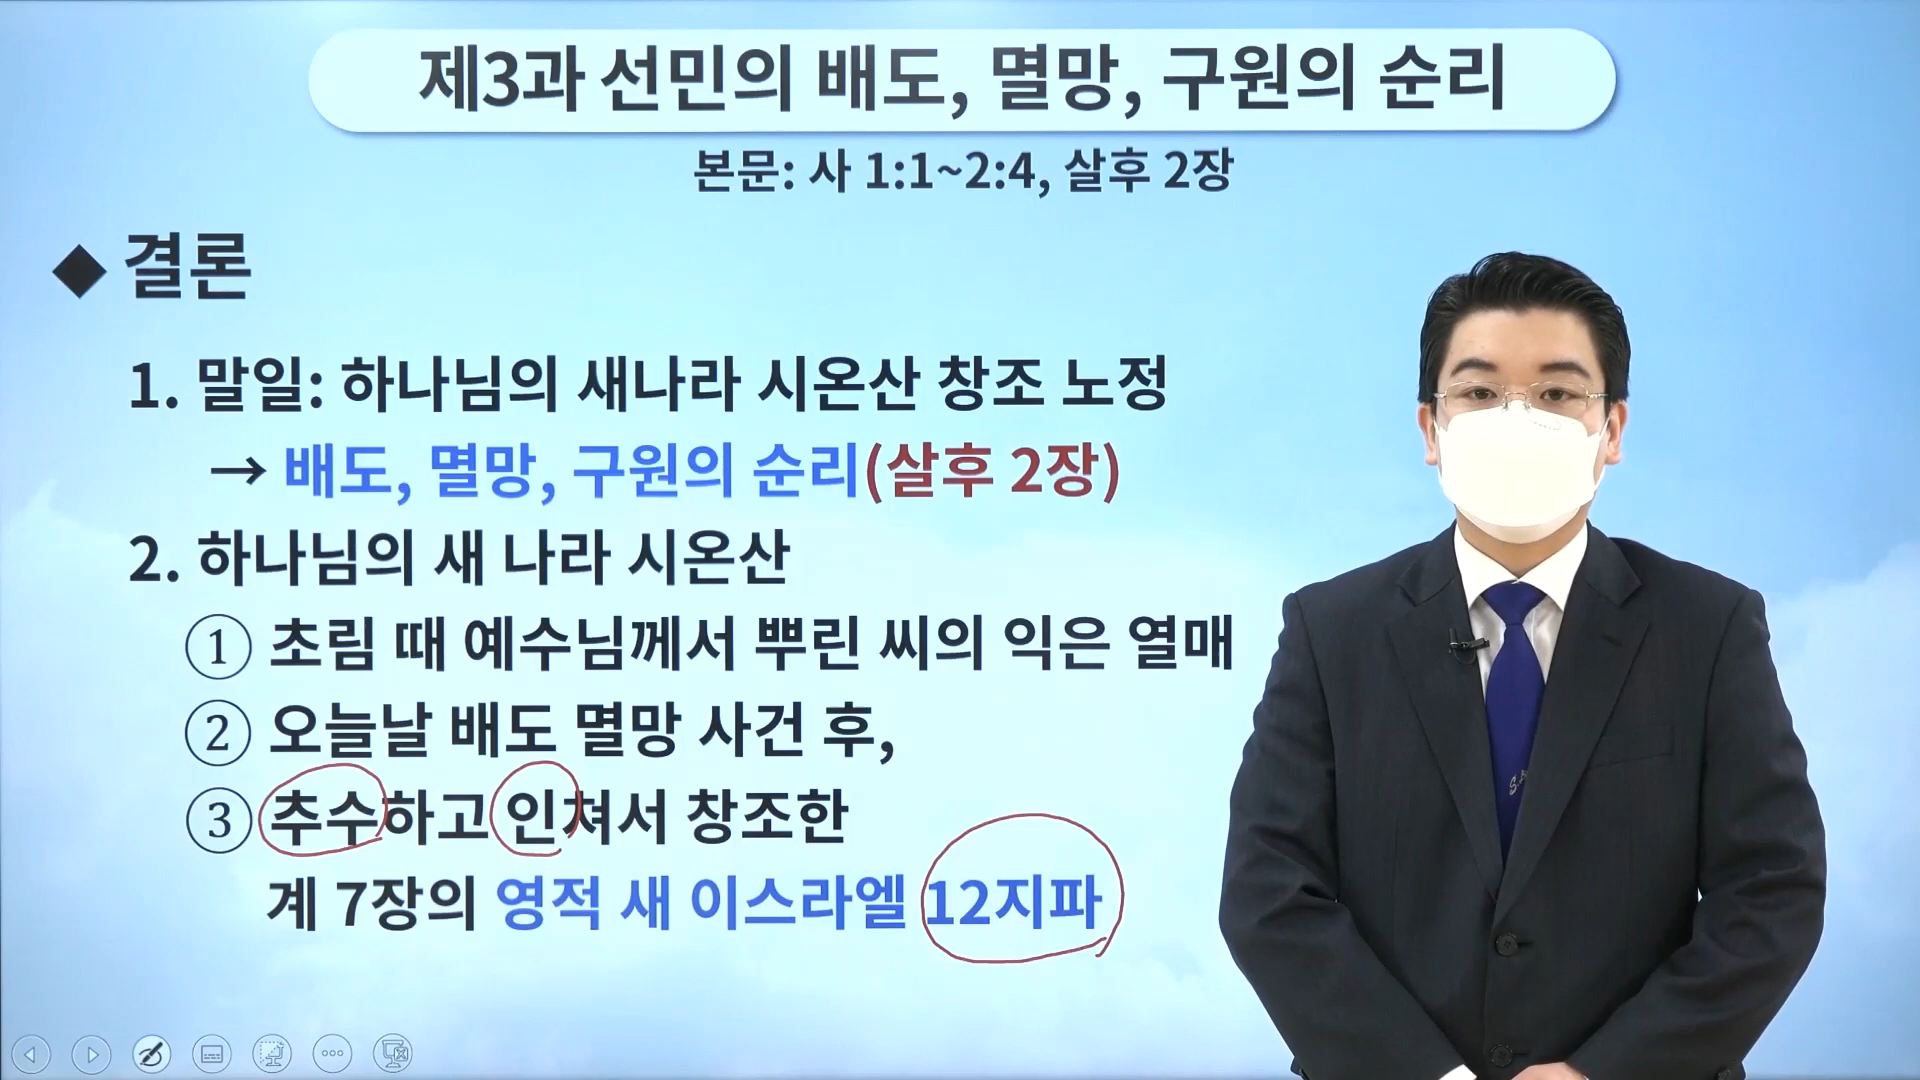 제3과 선민의 배도, 멸망, 구원의 순리
본문: 사 1:1~2:4, 살후 2장
◆ 결론
1. 말일: 하나님의 새나라 시온산 창조 노정
→ 배도, 멸망, 구원의 순리(살후 2장)
2. 하나님의 새 나라 시온산
① 초림 때 예수님께서 뿌린 씨의 익은 열매
② 오늘날 배도 멸망 사건 후,
③ 추수하고 인쳐서 창조한
계 7장의 영적 새 이스라엘 12지파